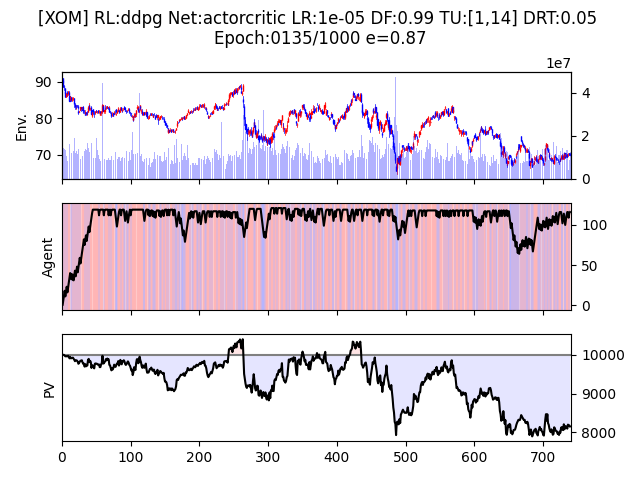 [XOM] RL:ddpg Net:actorcritic LR:1e-05 DF:0.99 TU:[1,14] DRT:0.05
Epoch:0135/1000 e=0.87
1e7
90
80
70
Env.
4
2
0
Agent
100
50
0
PV
10000
9000
8000
0 100 200 300 400 500 600 700